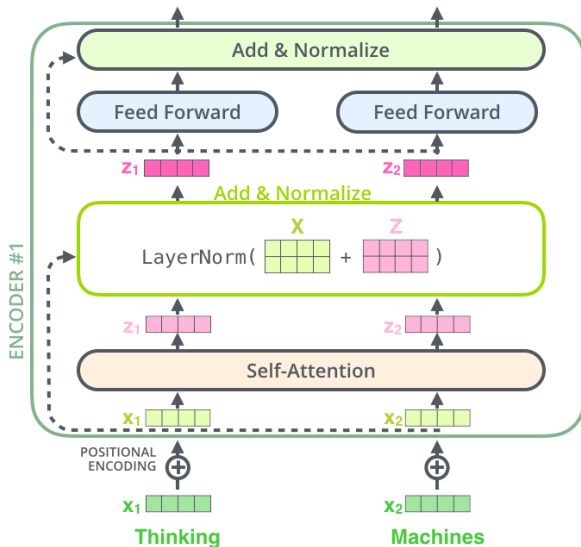 Add & Normalize
Feed Forward
Feed Forward
z1
z2
Add & Normalize
X
Z
LayerNorm( + )
ENCODER #1
z1
z2
Self-Attention
x1
x2
POSITIONAL
ENCODING
x1
x2
Thinking
Machines